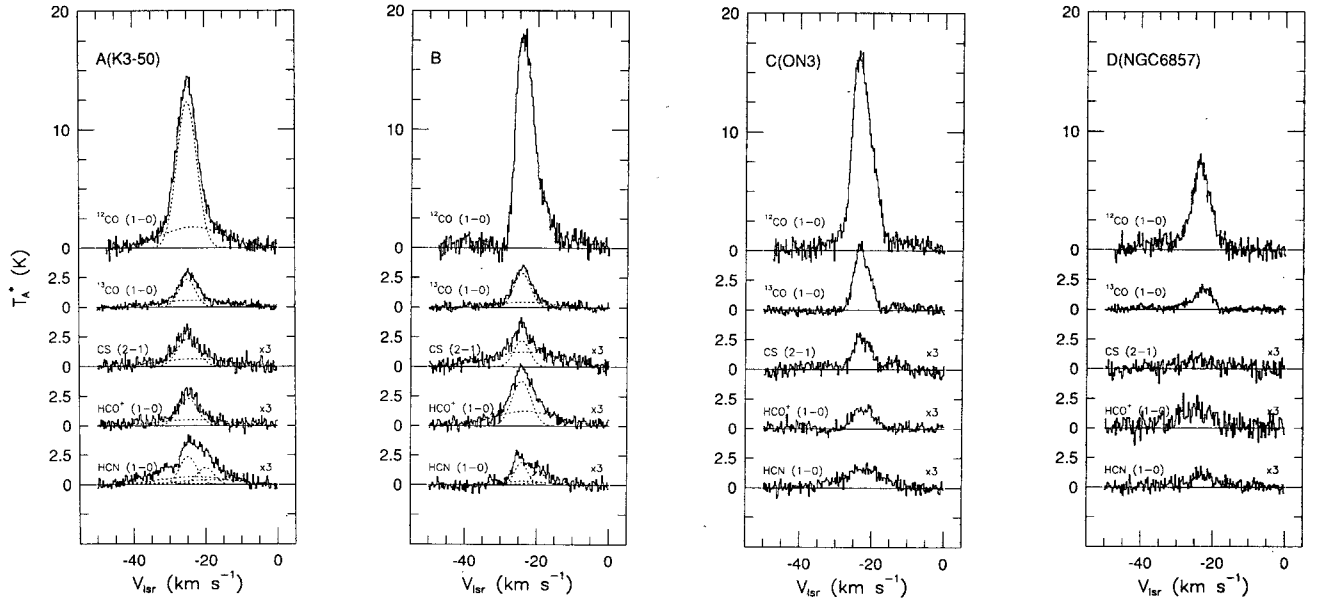 A(K3-50)
20
10
¹²CO (1-0)
0
2.5
¹³CO (1-0)
0
2.5
CS (2-1)
x3
0
2.5
HCO⁺ (1-0)
x3
0
2.5
HCN (1-0)
x3
0
T_A* (K)
-40 -20 0
V_lsr (km s⁻¹)
B
20
10
¹²CO (1-0)
0
2.5
¹³CO (1-0)
0
2.5
CS (2-1)
x3
0
2.5
HCO⁺ (1-0)
x3
0
2.5
HCN (1-0)
x3
0
-40 -20 0
V_lsr (km s⁻¹)
C(ON3)
20
10
¹²CO (1-0)
0
2.5
¹³CO (1-0)
0
2.5
CS (2-1)
x3
0
2.5
HCO⁺ (1-0)
x3
0
2.5
HCN (1-0)
x3
0
-40 -20 0
V_lsr (km s⁻¹)
D(NGC6857)
20
10
¹²CO (1-0)
0
2.5
¹³CO (1-0)
0
2.5
CS (2-1)
x3
0
2.5
HCO⁺ (1-0)
x3
0
2.5
HCN (1-0)
x3
0
-40 -20 0
V_lsr (km s⁻¹)